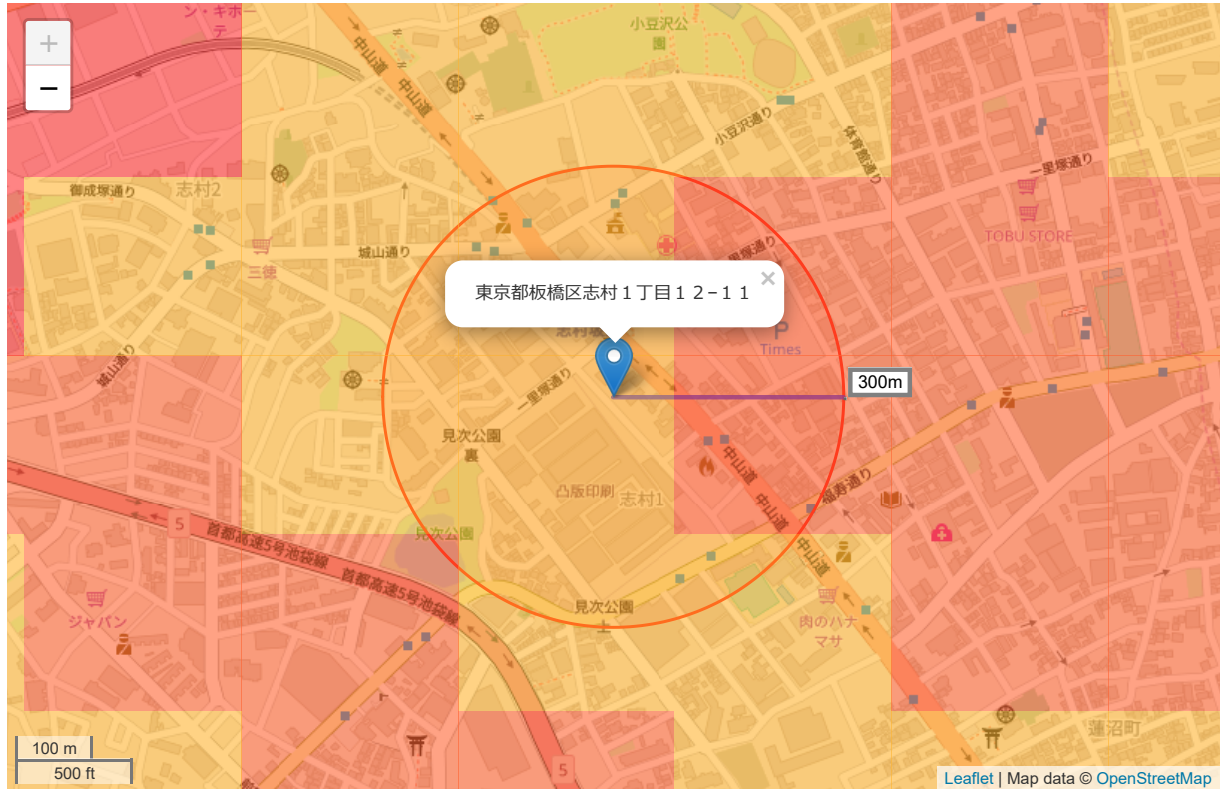 ン・キホー
テ
+
−
中山道
中山道
小豆沢公
園
小豆沢通り
体育館通り
一里塚通り
御成塚通り
志村2
TOBU STORE
城山通り
三徳
里塚通り
東京都板橋区志村１丁目１２−１１
×
P
Times
城山通り
300m
一里塚通り
見次公園
裏
中山道
福寿通り
凸版印刷
志村1
中山道
5
首都高速5号池袋線
見次公園
中山道
首都高速5号池袋線
ジャパン
見次公園
上
肉のハナ
マサ
蓮沼町
100 m
500 ft
5
Leaflet | Map data © OpenStreetMap